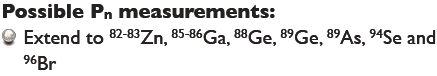 Possible Pₙ measurements:
Extend to ⁸²⁻⁸³Zn, ⁸⁵⁻⁸⁶Ga, ⁸⁸Ge, ⁸⁹Ge, ⁸⁹As, ⁹⁴Se and
⁹⁶Br